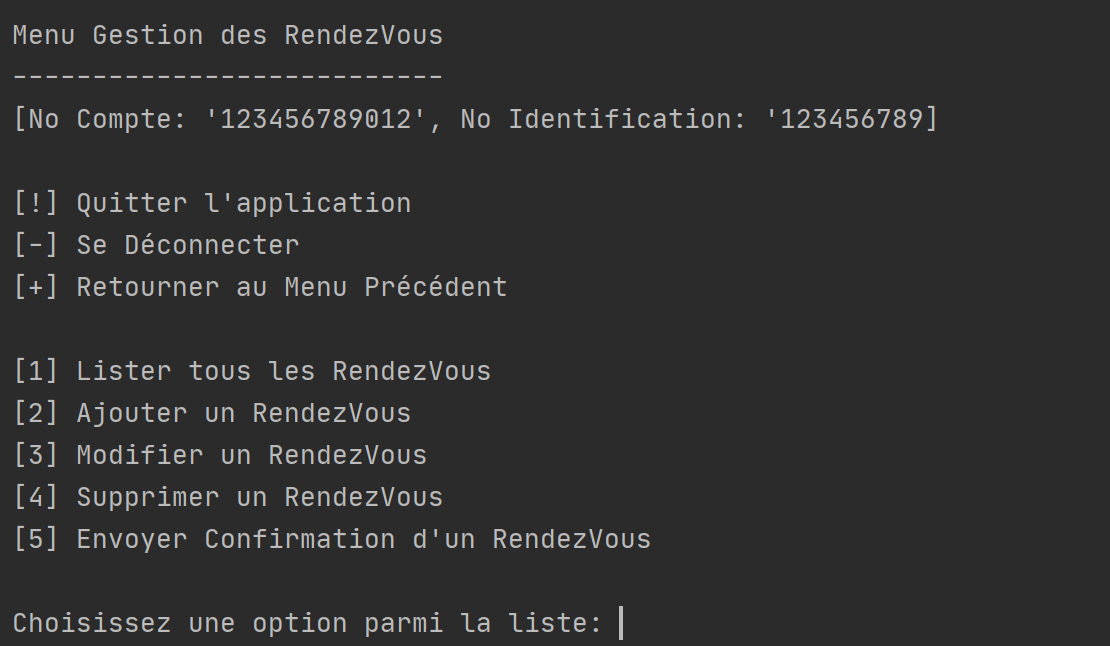 Menu Gestion des RendezVous
---------------------------
[No Compte: '123456789012', No Identification: '123456789]
[!] Quitter l'application
[-] Se Déconnecter
[+] Retourner au Menu Précédent
[1] Lister tous les RendezVous
[2] Ajouter un RendezVous
[3] Modifier un RendezVous
[4] Supprimer un RendezVous
[5] Envoyer Confirmation d'un RendezVous
Choisissez une option parmi la liste: